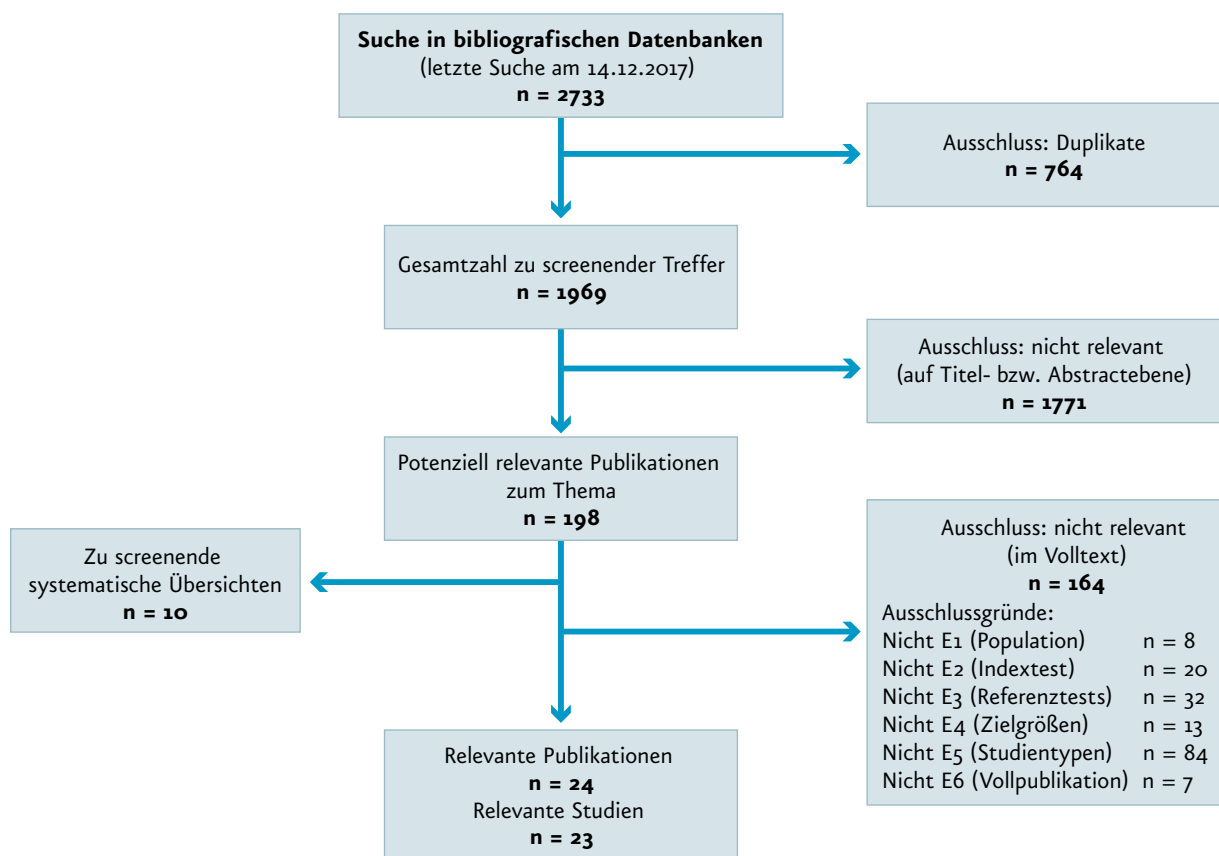 Suche in bibliografischen Datenbanken
(letzte Suche am 14.12.2017)
n = 2733
Ausschluss: Duplikate
n = 764
Gesamtzahl zu screenender Treffer
n = 1969
Ausschluss: nicht relevant
(auf Titel- bzw. Abstractebene)
n = 1771
Potenziell relevante Publikationen
zum Thema
n = 198
Zu screenende
systematische Übersichten
n = 10
Ausschluss: nicht relevant
(im Volltext)
n = 164
Ausschlussgründe:
Nicht E1 (Population) n = 8
Nicht E2 (Indextest) n = 20
Nicht E3 (Referenztests) n = 32
Nicht E4 (Zielgrößen) n = 13
Nicht E5 (Studientypen) n = 84
Nicht E6 (Vollpublikation) n = 7
Relevante Publikationen
n = 24
Relevante Studien
n = 23